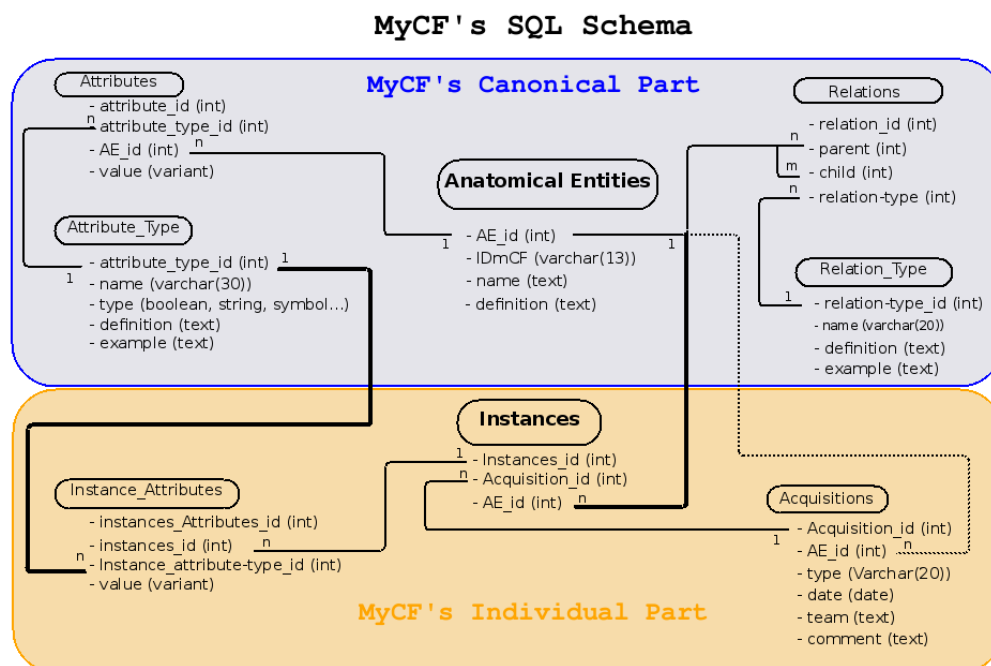 MyCF's SQL Schema
MyCF's Canonical Part
Attributes
- attribute_id (int)
n
- attribute_type_id (int)
- AE_id (int)
n
- value (variant)
Attribute_Type
- attribute_type_id (int)
1
1
- name (varchar(30))
- type (boolean, string, symbol...)
- definition (text)
- example (text)
Anatomical Entities
1
- AE_id (int)
1
- IDmCF (varchar(13))
- name (text)
- definition (text)
Relations
- relation_id (int)
n
- parent (int)
m
- child (int)
n
- relation-type (int)
Relation_Type
1
- relation-type_id (int)
- name (varchar(20))
- definition (text)
- example (text)
Instances
1
- Instances_id (int)
n
- Acquisition_id (int)
- AE_id (int)
n
Instance_Attributes
- instances_Attributes_id (int)
- instances_id (int)
n
n
- Instance_attribute-type_id (int)
- value (variant)
Acquisitions
- Acquisition_id (int)
1
- AE_id (int)
n
- type (Varchar(20))
- date (date)
- team (text)
- comment (text)
MyCF's Individual Part